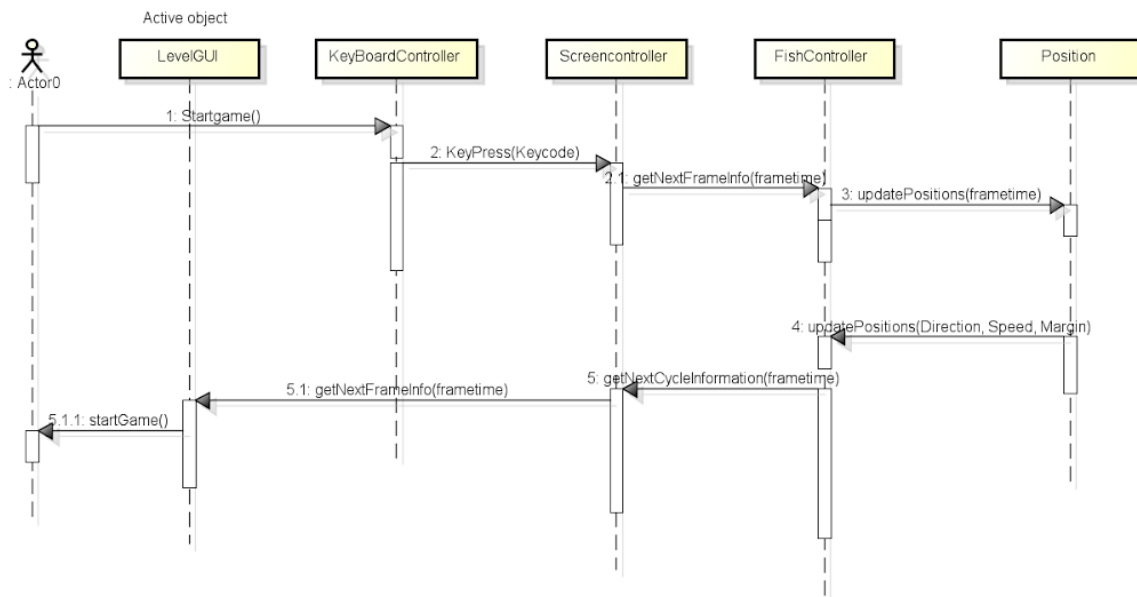 Active object
: Actor0
LevelGUI
KeyBoardController
Screencontroller
FishController
Position
1: Startgame()
2: KeyPress(Keycode)
2.1: getNextFrameInfo(frametime)
3: updatePositions(frametime)
4: updatePositions(Direction, Speed, Margin)
5: getNextCycleInformation(frametime)
5.1: getNextFrameInfo(frametime)
5.1.1: startGame()